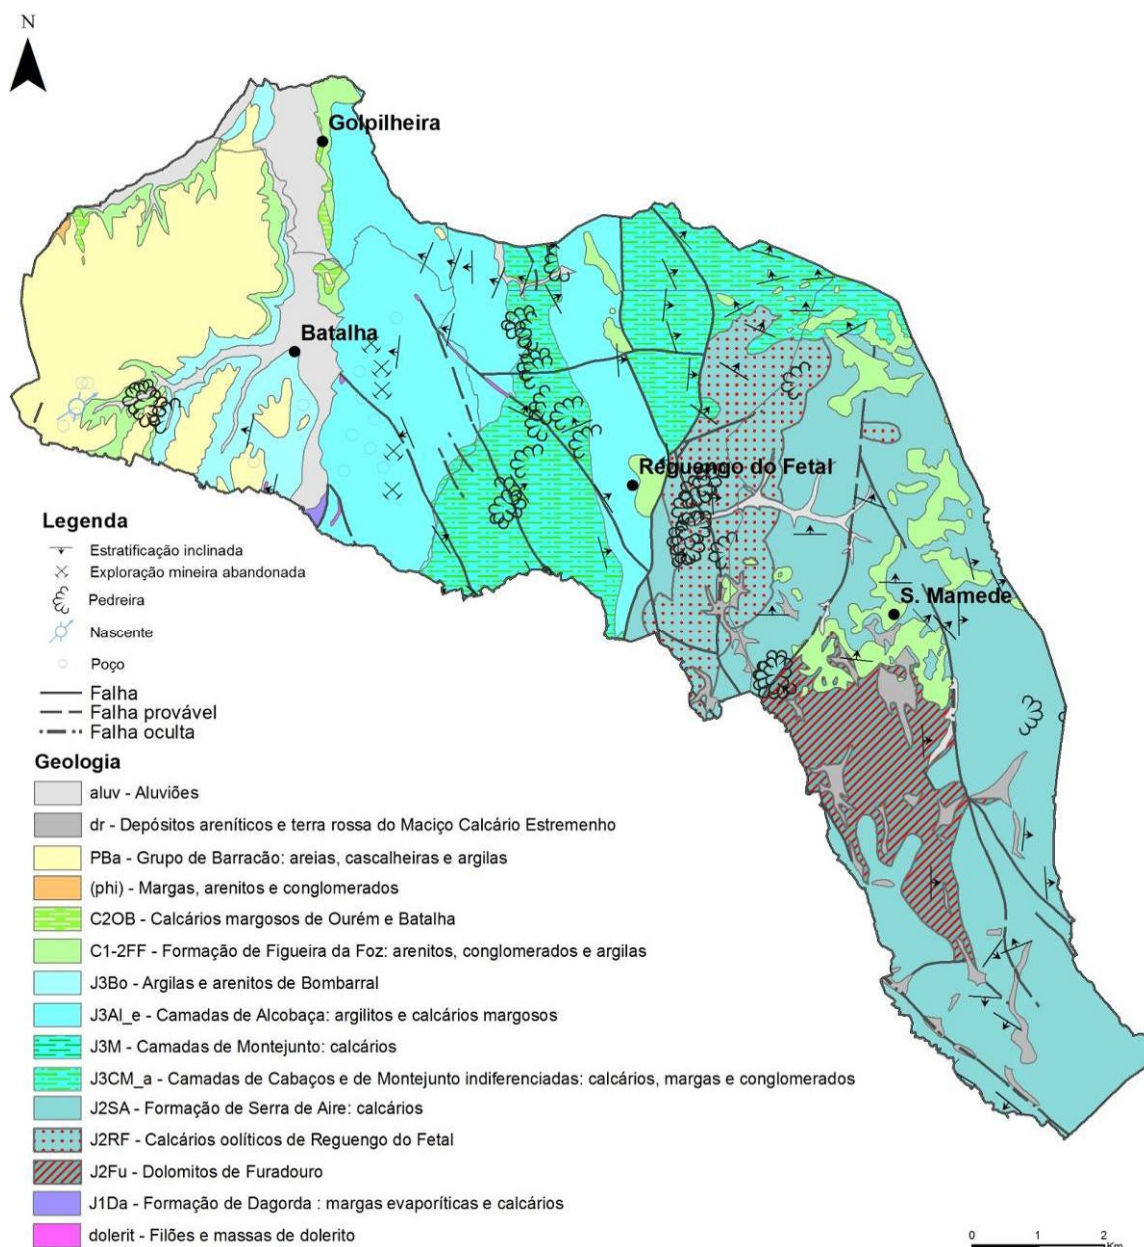 N
Golpilheira
Batalha
Reguengo do Fetal
S. Mamede
Legenda
Estratificação inclinada
Exploração mineira abandonada
Pedreira
Nascente
Poço
Falha
Falha provável
Falha oculta
Geologia
aluv - Aluviões
dr - Depósitos areníticos e terra rossa do Maciço Calcário Estremenho
PBa - Grupo de Barracão: areias, cascalheiras e argilas
(phi) - Margas, arenitos e conglomerados
C2OB - Calcários margosos de Ourém e Batalha
C1-2FF - Formação de Figueira da Foz: arenitos, conglomerados e argilas
J3Bo - Argilas e arenitos de Bombarral
J3Al_e - Camadas de Alcobaça: argilitos e calcários margosos
J3M - Camadas de Montejunto: calcários
J3CM_a - Camadas de Cabaços e de Montejunto indiferenciadas: calcários, margas e conglomerados
J2SA - Formação de Serra de Aire: calcários
J2RF - Calcários oolíticos de Reguengo do Fetal
J2Fu - Dolomitos de Furadouro
J1Da - Formação de Dagorda : margas evaporíticas e calcários
dolerit - Filões e massas de dolerito
0 1 2
Km